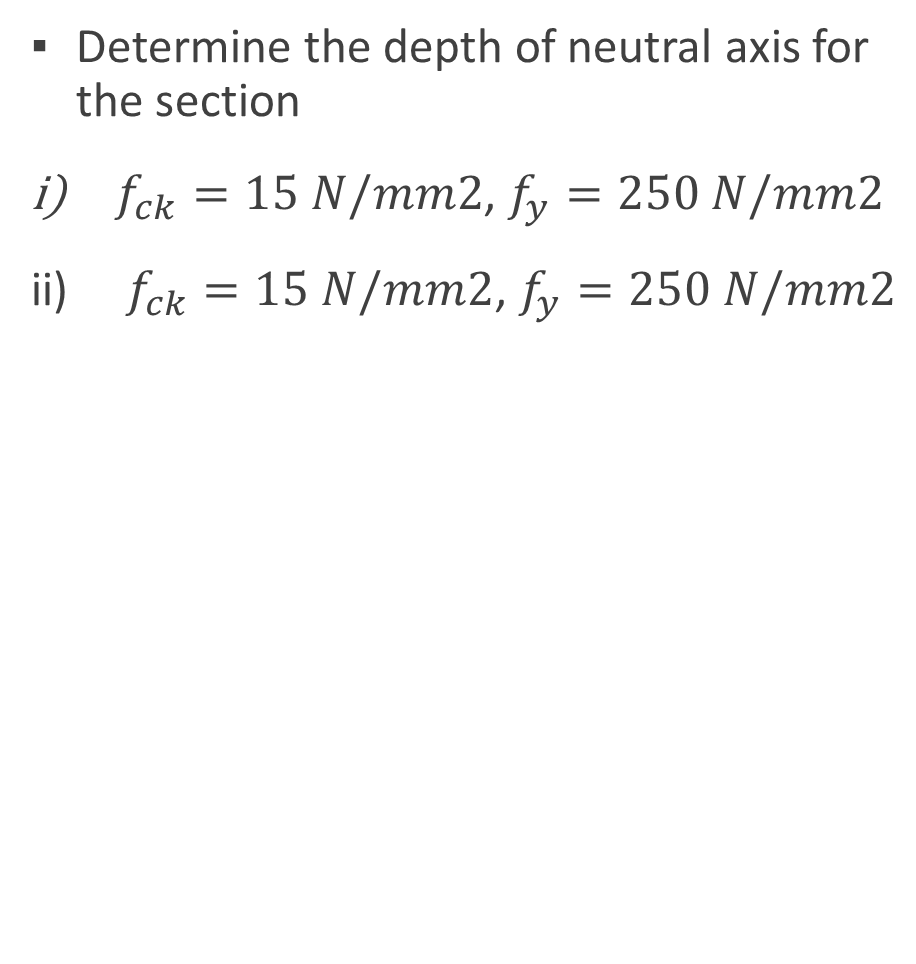 ▪ Determine the depth of neutral axis for
the section
i) fck = 15 N/mm2, fy = 250 N/mm2
ii) fck = 15 N/mm2, fy = 250 N/mm2